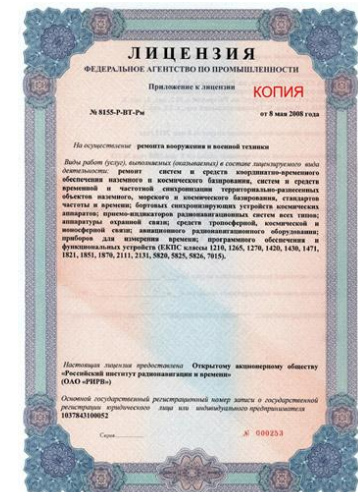 ЛИЦЕНЗИЯ
ФЕДЕРАЛЬНОЕ АГЕНТСТВО ПО ПРОМЫШЛЕННОСТИ
Приложение к лицензии
КОПИЯ
№ 8155-Р-ВТ-Рм
от 8 мая 2008 года
На осуществление ремонта вооружения и военной техники
Виды работ (услуг), выполняемых (оказываемых) в составе лицензируемого вида
деятельности: ремонт систем и средств координатно-временного
обеспечения наземного и космического базирования, систем и средств
временной и частотной синхронизации территориально-разнесенных
объектов наземного, морского и космического базирования, стандартов
частоты и времени; бортовых синхронизирующих устройств космических
аппаратов; приемо-индикаторов радионавигационных систем всех типов;
аппаратуры охранной связи; средств тропосферной, космической и
ионосферной связи; авиационного радионавигационного оборудования;
приборов для измерения времени; программного обеспечения и
функциональных устройств (ЕКПС классы 1210, 1265, 1270, 1420, 1430, 1471,
1821, 1851, 1870, 2111, 2131, 5820, 5825, 5826, 7015).
Настоящая лицензия предоставлена Открытому акционерному обществу
«Российский институт радионавигации и времени»
(ОАО «РИРВ»)
Основной государственный регистрационный номер записи о государственной
регистрации юридического лица или индивидуального предпринимателя
1037843100052
Серия
№ 000253